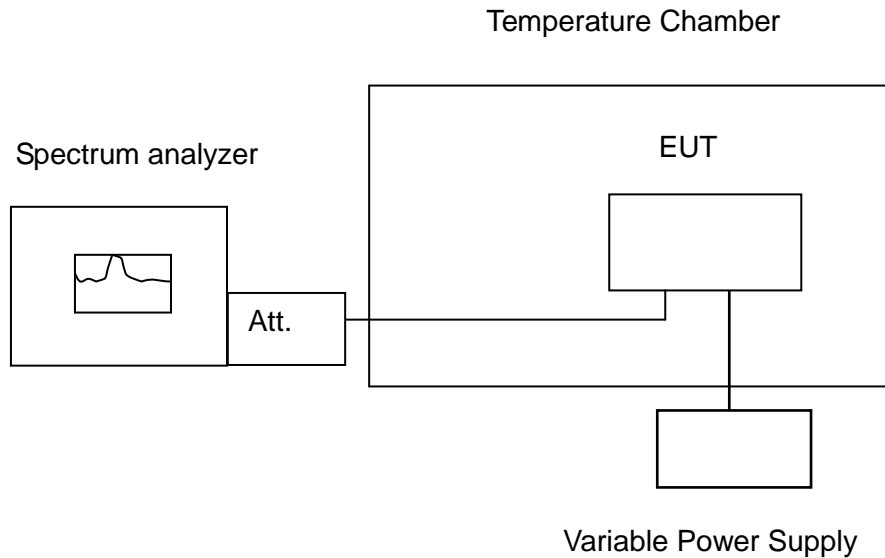 Temperature Chamber
EUT
Spectrum analyzer
Att.
Variable Power Supply